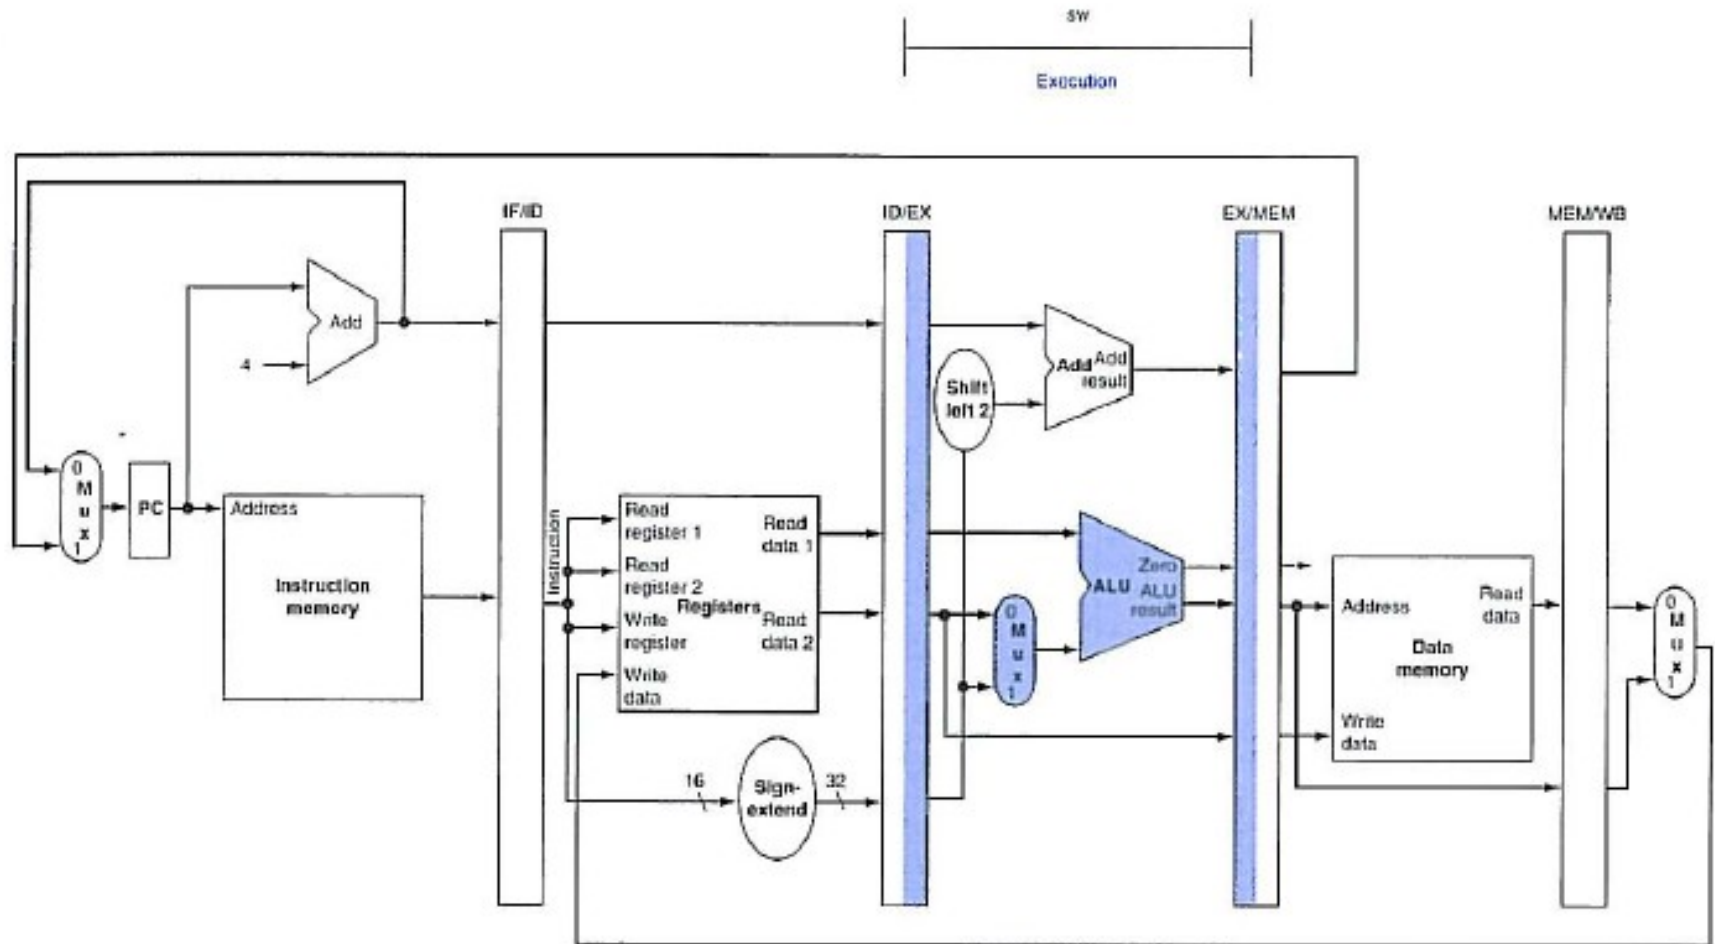 sw
Execution
IF/ID
ID/EX
EX/MEM
MEM/WB
Add
4
Add Add
result
Shift
left 2
0
M
u
x
1
PC
Address
Instruction
memory
Instruction
Read
register 1
Read
register 2
Write
register
Write
data
Registers
Read
data 1
Read
data 2
0
M
u
x
1
Zero
ALU ALU
result
Address
Read
data
Data
memory
Write
data
0
M
u
x
1
16
Sign-
extend
32